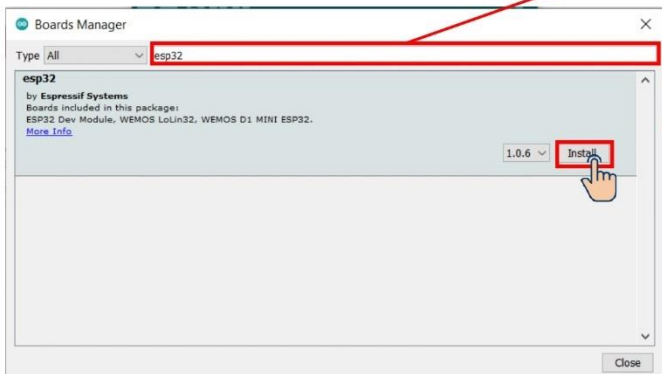 Boards Manager
Type All esp32
esp32
by Espressif Systems
Boards included in this package:
ESP32 Dev Module, WEMOS LoLin32, WEMOS D1 MINI ESP32.
More Info
1.0.6 Install
Close